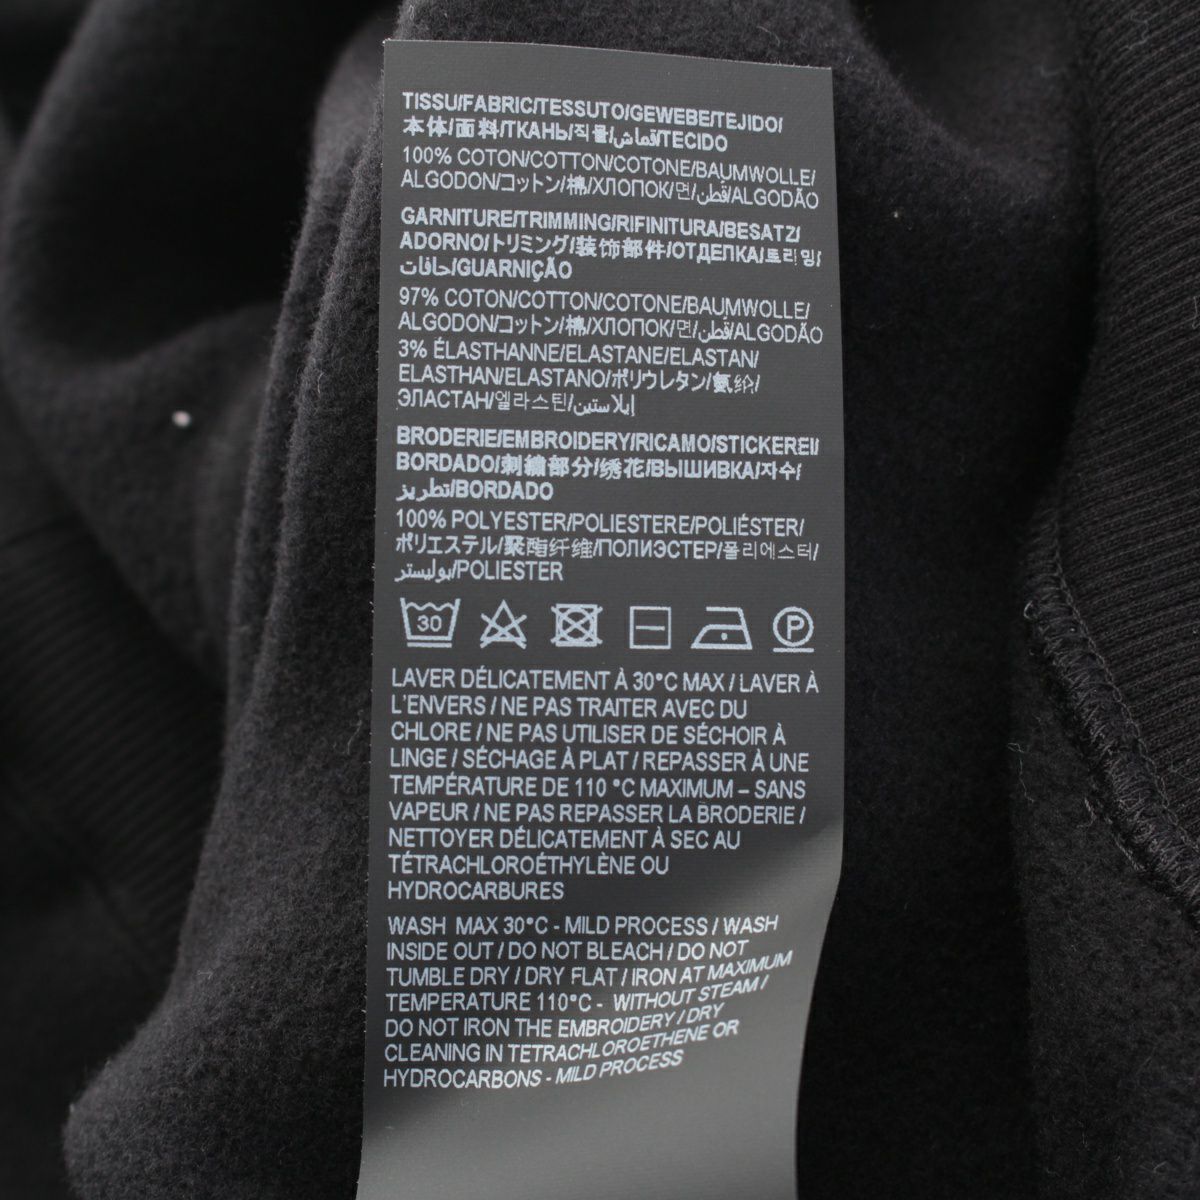 TISSU/FABRIC/TESSUTO/GEWEBE/TEJIDO/
本体/面料/ТКАНЬ/직물/قماش/TECIDO
100% COTON/COTTON/COTONE/BAUMWOLLE/
ALGODON/コットン/棉/ХЛОПОК/면/قطن/ALGODÃO
GARNITURE/TRIMMING/RIFINITURA/BESATZ/
ADORNO/トリミング/装饰部件/ОТДЕЛКА/트리밍/
حافات/GUARNIÇÃO
97% COTON/COTTON/COTONE/BAUMWOLLE/
ALGODON/コットン/棉/ХЛОПОК/면/قطن/ALGODÃO
3% ÉLASTHANNE/ELASTANE/ELASTAN/
ELASTHAN/ELASTANO/ポリウレタン/氨纶/
ЭЛАСТАН/엘라스틴/إيلاستين
BRODERIE/EMBROIDERY/RICAMO/STICKEREI/
BORDADO/刺繍部分/绣花/ВЫШИВКА/자수/
تطريز/BORDADO
100% POLYESTER/POLIESTERE/POLIÉSTER/
ポリエステル/聚酯纤维/ПОЛИЭСТЕР/폴리에스터/
بوليستر/POLIESTER
30 P
LAVER DÉLICATEMENT À 30°C MAX / LAVER À
L'ENVERS / NE PAS TRAITER AVEC DU
CHLORE / NE PAS UTILISER DE SÉCHOIR À
LINGE / SÉCHAGE À PLAT / REPASSER À UNE
TEMPÉRATURE DE 110 °C MAXIMUM – SANS
VAPEUR / NE PAS REPASSER LA BRODERIE /
NETTOYER DÉLICATEMENT À SEC AU
TÉTRACHLOROÉTHYLÈNE OU
HYDROCARBURES
WASH MAX 30°C - MILD PROCESS / WASH
INSIDE OUT / DO NOT BLEACH / DO NOT
TUMBLE DRY / DRY FLAT / IRON AT MAXIMUM
TEMPERATURE 110°C - WITHOUT STEAM /
DO NOT IRON THE EMBROIDERY / DRY
CLEANING IN TETRACHLOROETHENE OR
HYDROCARBONS - MILD PROCESS